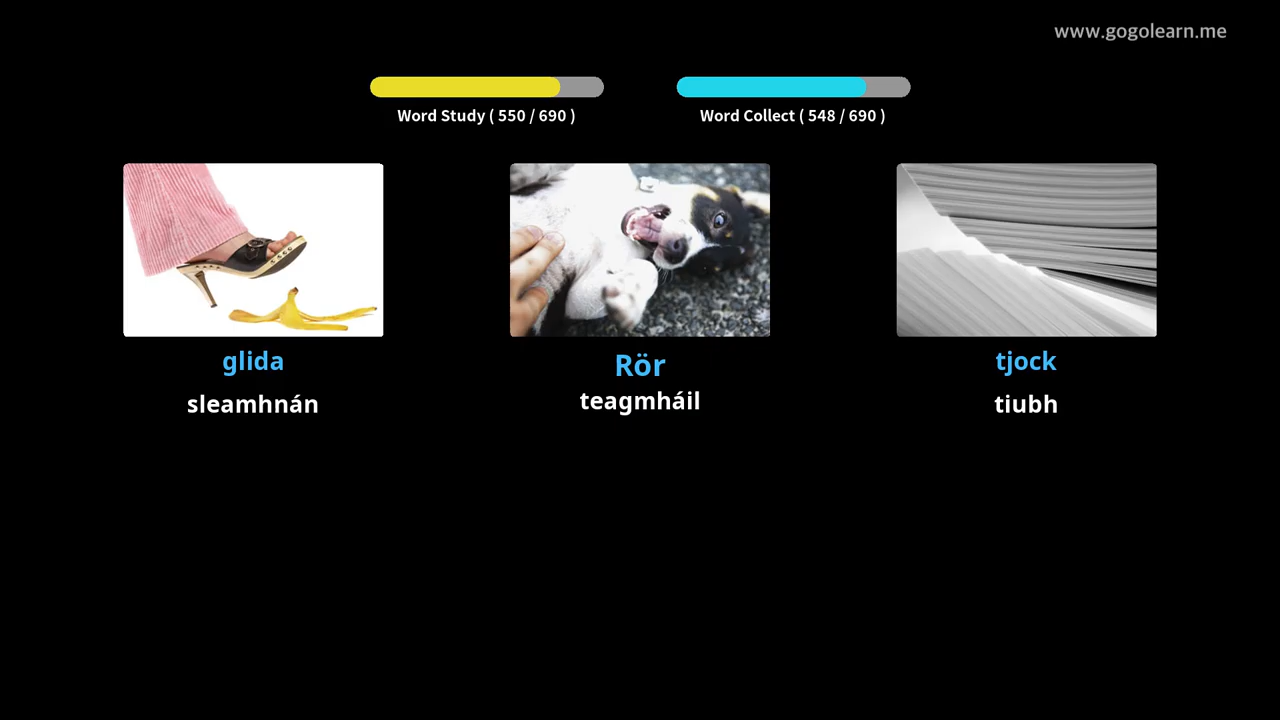 www.gogolearn.me
Word Study ( 550 / 690 )
Word Collect ( 548 / 690 )
glida
Rör
tjock
sleamhnán
teagmháil
tiubh